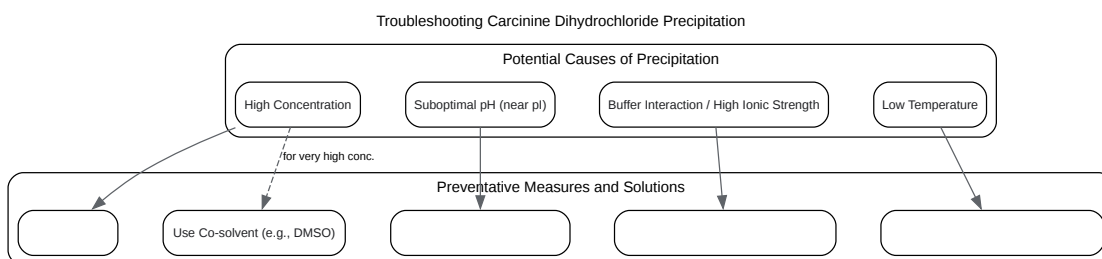 Troubleshooting Carcinine Dihydrochloride Precipitation
Potential Causes of Precipitation
High Concentration
Suboptimal pH (near pI)
Buffer Interaction / High Ionic Strength
Low Temperature
for very high conc.
Preventative Measures and Solutions
Use Co-solvent (e.g., DMSO)